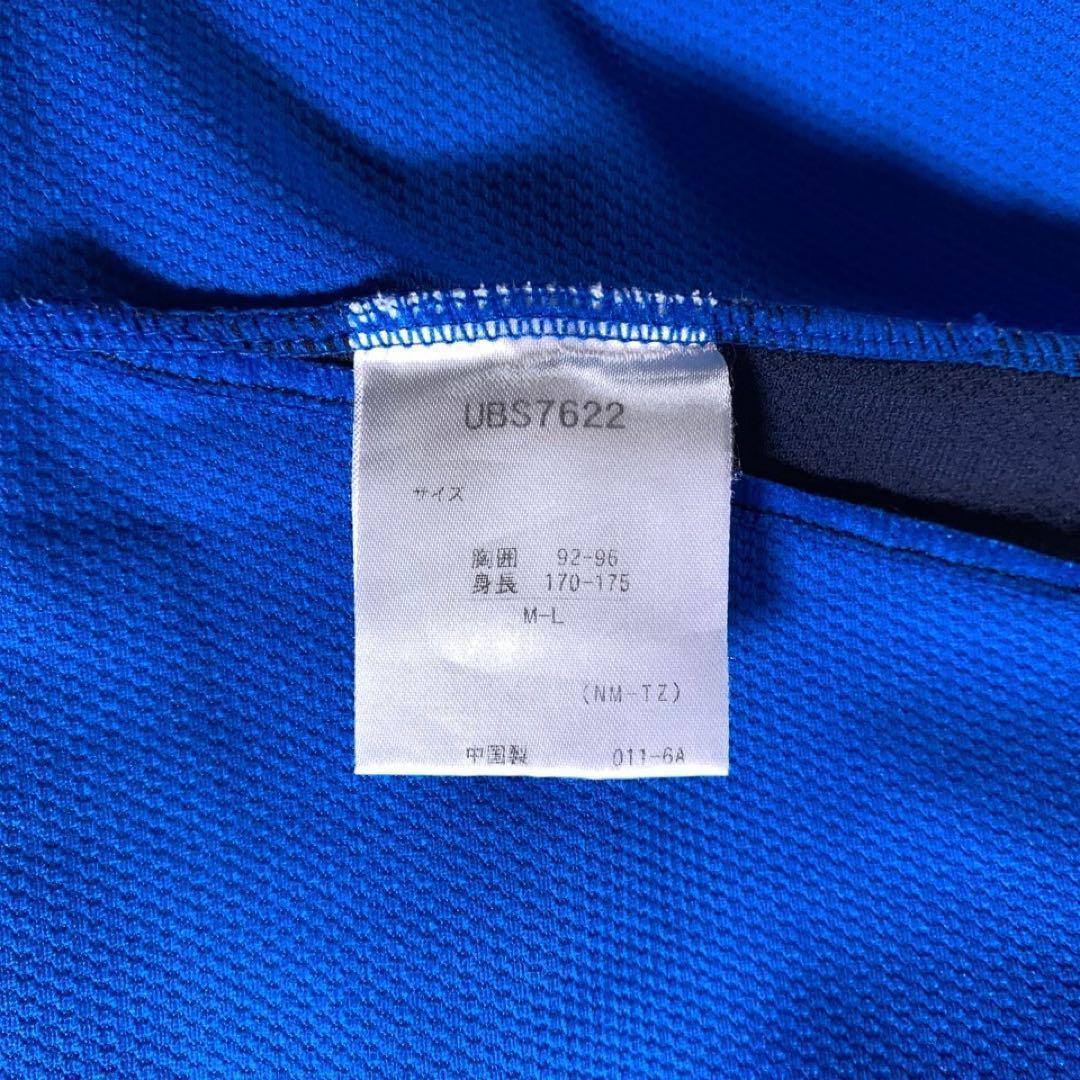 UBS7622
サイズ
胸囲 92-96
身長 170-175
M-L
(NM-TZ)
中国製 011-6A